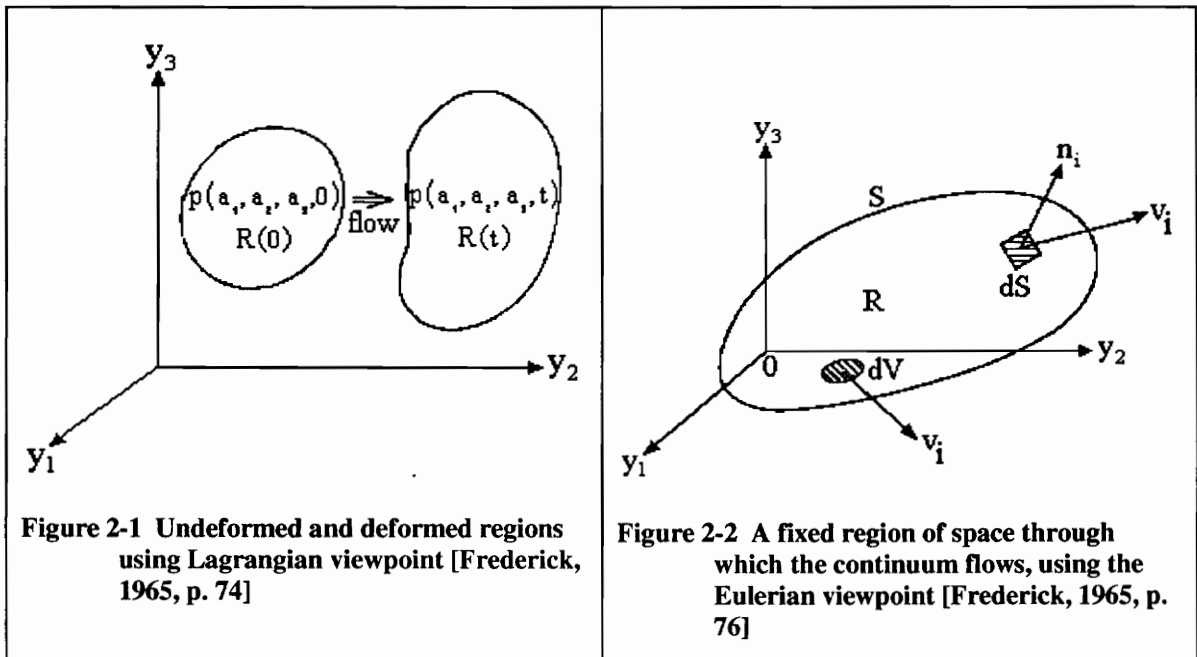 y₃
p(a₁, a₂, a₃, 0)
R(0)
flow
p(a₁, a₂, a₃, t)
R(t)
y₂
y₁
Figure 2-1 Undeformed and deformed regions
using Lagrangian viewpoint [Frederick,
1965, p. 74]
y₃
nᵢ
S
vᵢ
dS
R
0
y₂
dV
vᵢ
y₁
Figure 2-2 A fixed region of space through
which the continuum flows, using the
Eulerian viewpoint [Frederick, 1965, p.
76]